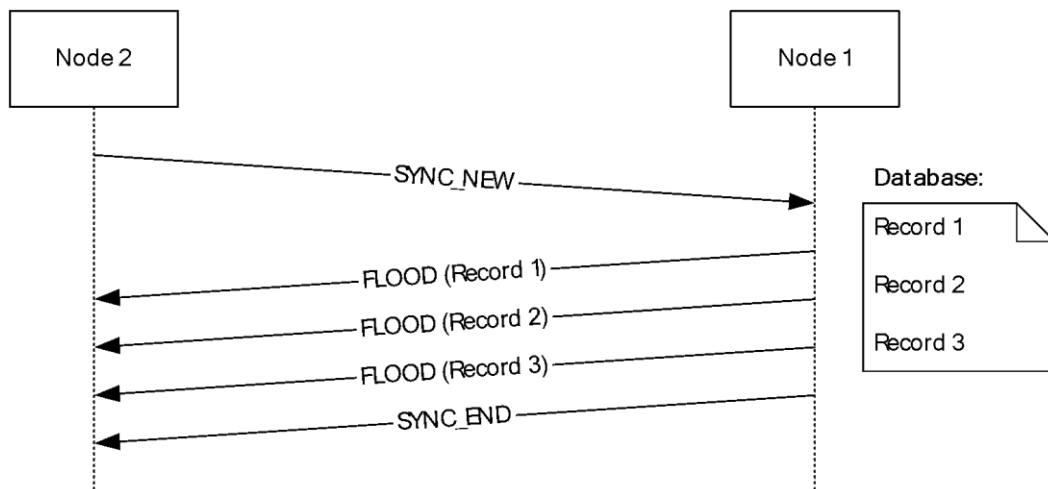 Node 2
Node 1
SYNC_NEW
Database:
Record 1
FLOOD (Record 1)
Record 2
FLOOD (Record 2)
Record 3
FLOOD (Record 3)
SYNC_END